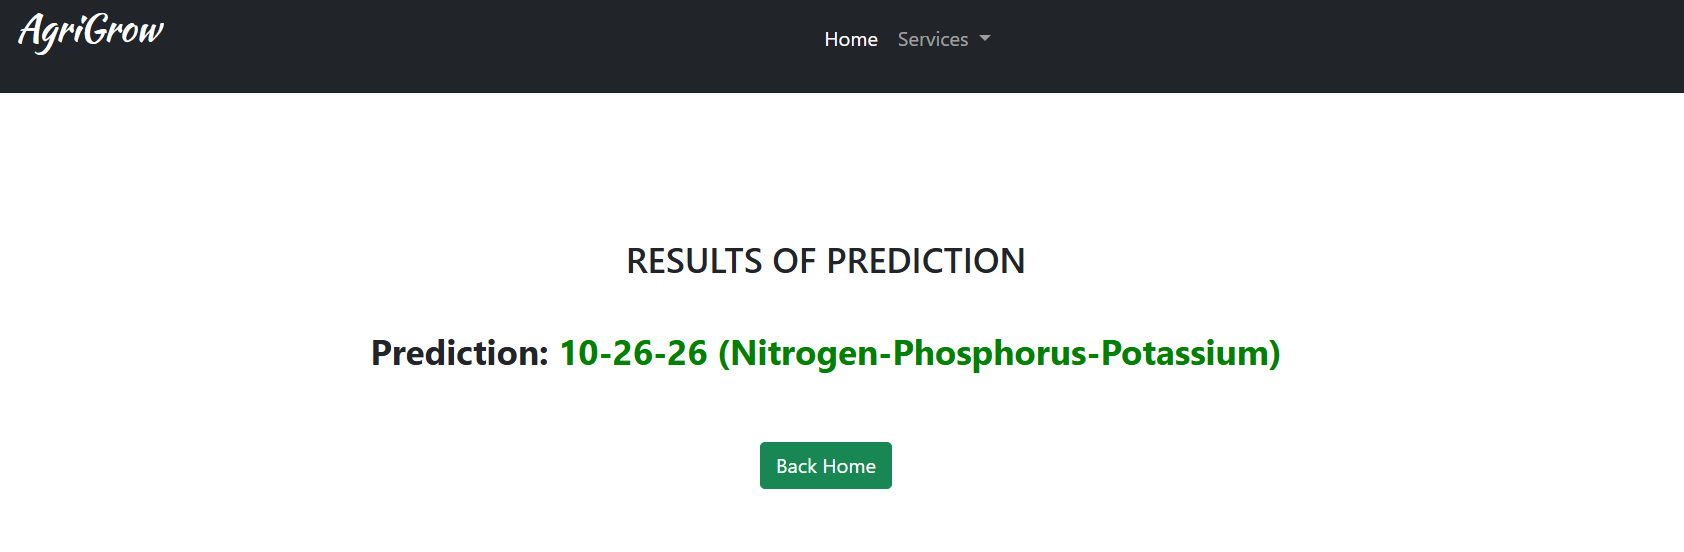 AgriGrow
Home Services
RESULTS OF PREDICTION
Prediction: 10-26-26 (Nitrogen-Phosphorus-Potassium)
Back Home